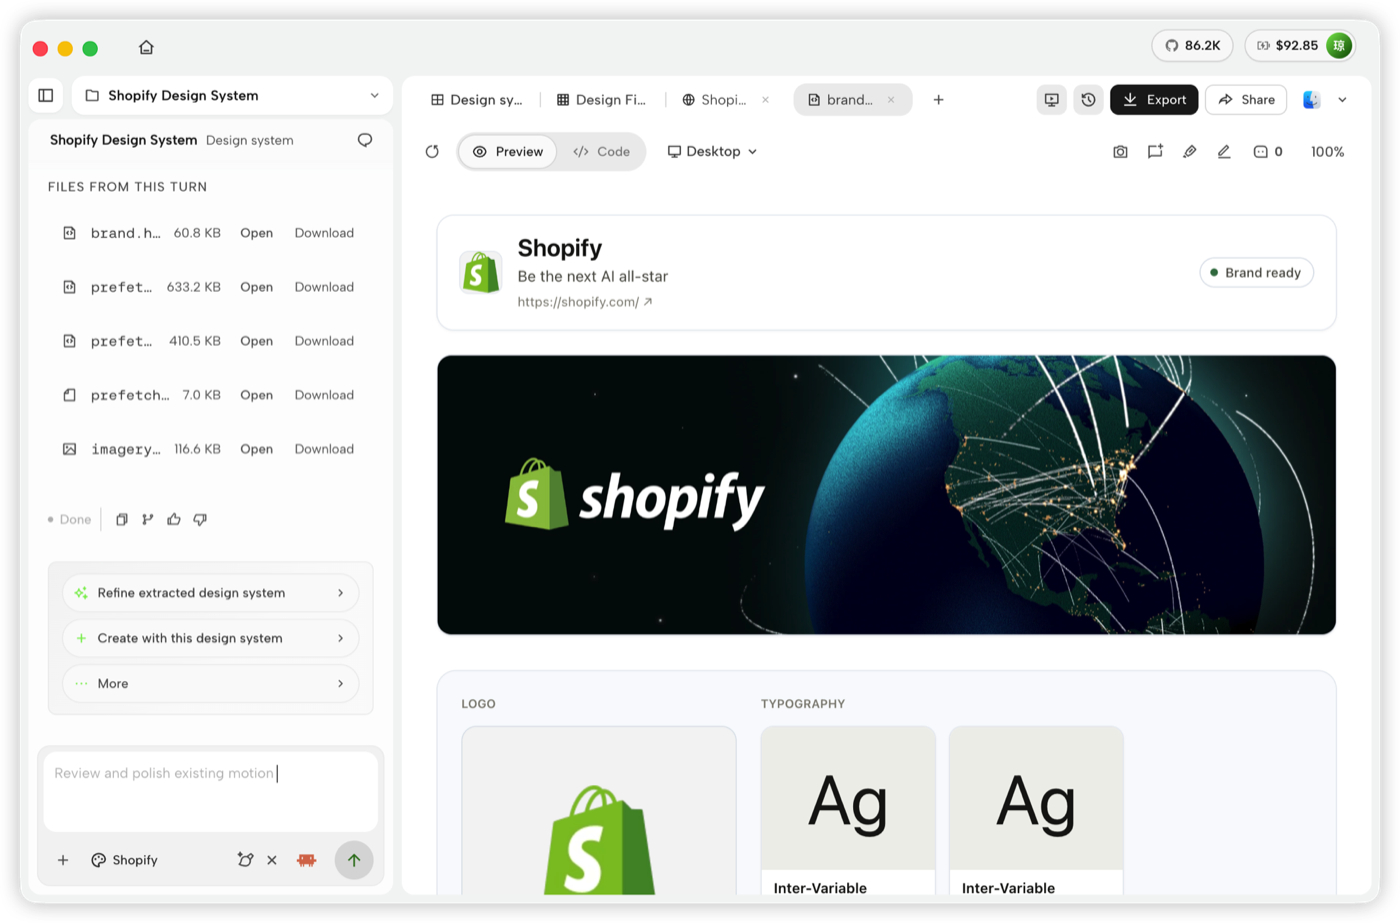 86.2K
$92.85
琼
Shopify Design System
Design sy...
Design Fi...
Shopi...
brand...
Export
Share
Shopify Design System Design system
Preview
Code
Desktop
0
100%
FILES FROM THIS TURN
brand.h... 60.8 KB Open Download
prefet... 633.2 KB Open Download
prefet... 410.5 KB Open Download
prefetch... 7.0 KB Open Download
imagery... 116.6 KB Open Download
Done
Refine extracted design system
Create with this design system
More
Review and polish existing motion
Shopify
Shopify
Be the next AI all-star
https://shopify.com/ ↗
Brand ready
S shopify
LOGO
S
TYPOGRAPHY
Ag
Inter-Variable
Ag
Inter-Variable